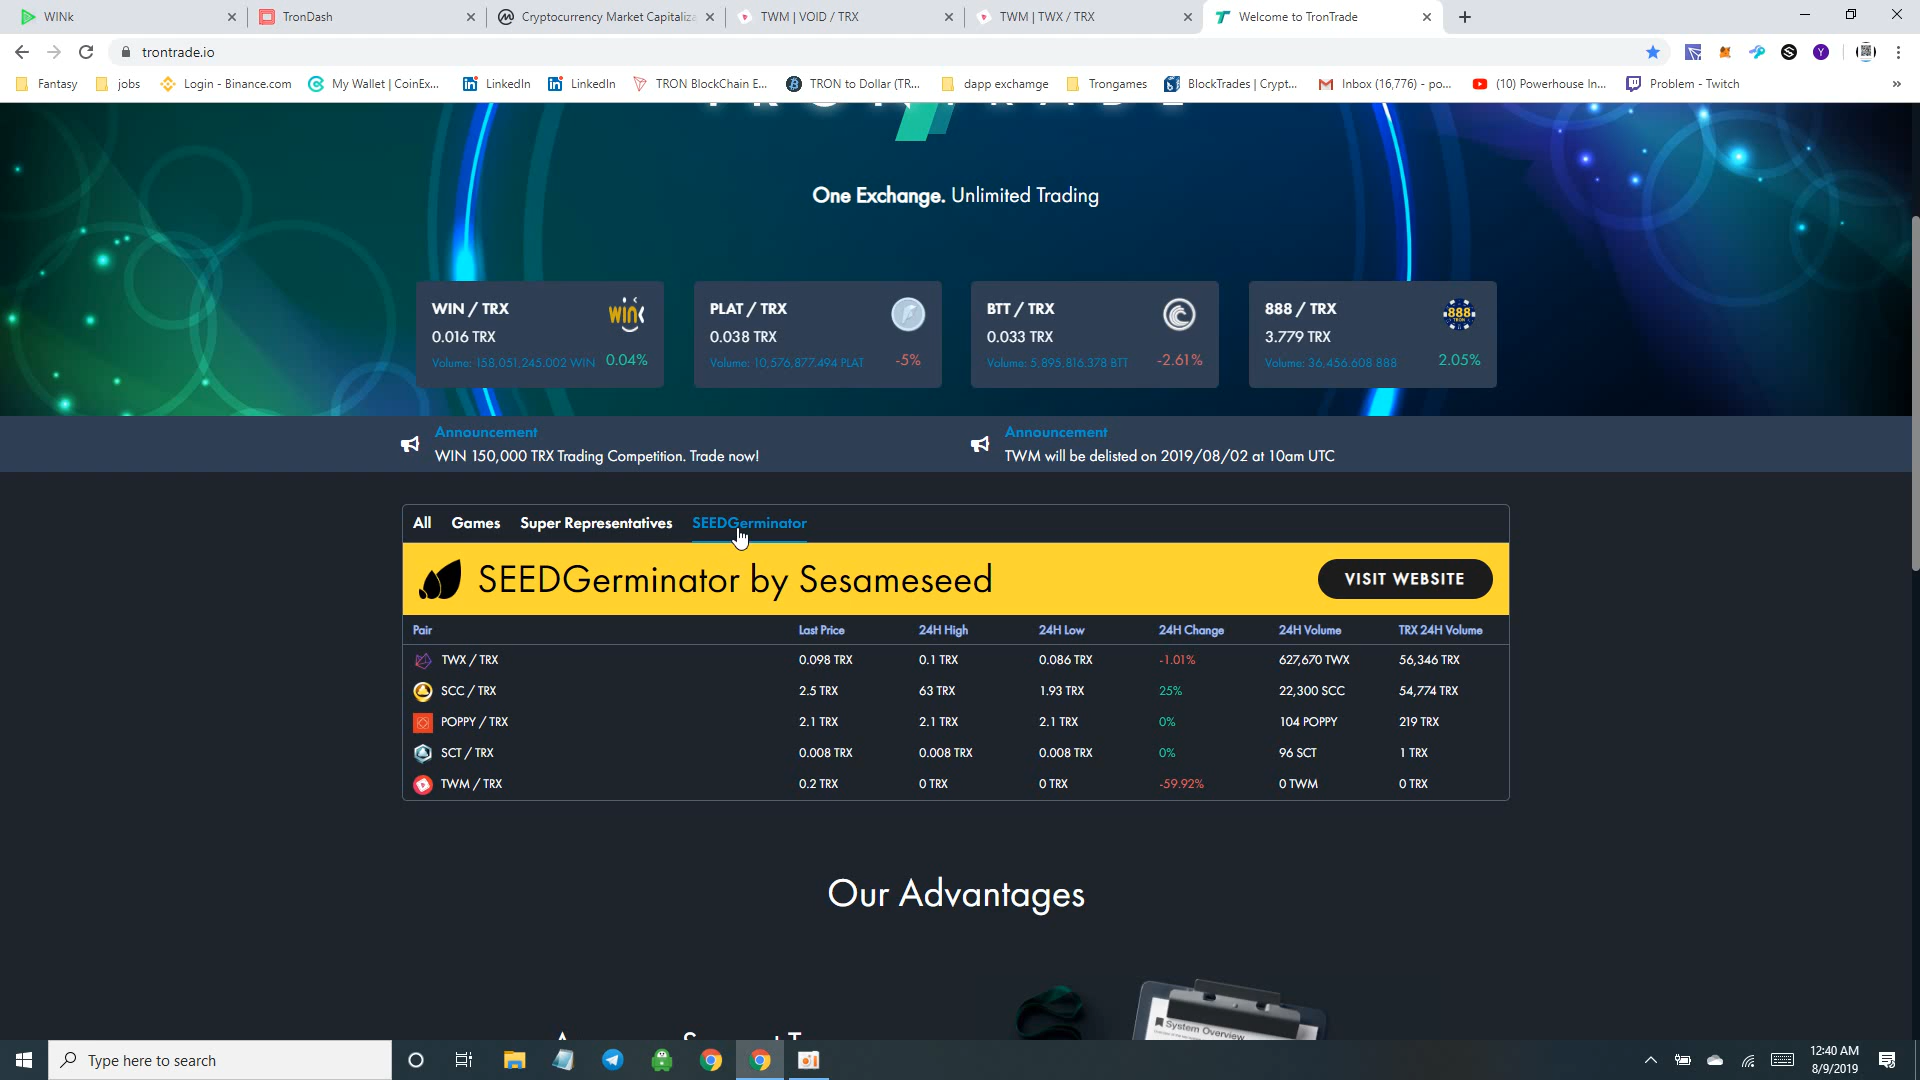 WINk
TronDash
Cryptocurrency Market Capitaliza
TWM | VOID / TRX
TWM | TWX / TRX
Welcome to TronTrade
trontrade.io
Fantasy
jobs
Login - Binance.com
My Wallet | CoinEx...
LinkedIn
LinkedIn
TRON BlockChain E...
TRON to Dollar (TR...
dapp exchamge
Trongames
BlockTrades | Crypt...
Inbox (16,776) - po...
(10) Powerhouse In...
Problem - Twitch
One Exchange. Unlimited Trading
WIN / TRX
0.016 TRX
Volume: 158,051,245.002 WIN 0.04%
PLAT / TRX
0.038 TRX
Volume: 10,576,877.494 PLAT -5%
BTT / TRX
0.033 TRX
Volume: 5,895,816.378 BTT -2.61%
888 / TRX
3.779 TRX
Volume: 36,456.608 888 2.05%
Announcement
WIN 150,000 TRX Trading Competition. Trade now!
Announcement
TWM will be delisted on 2019/08/02 at 10am UTC
All Games Super Representatives SEEDGerminator
SEEDGerminator by Sesameseed VISIT WEBSITE
Pair Last Price 24H High 24H Low 24H Change 24H Volume TRX 24H Volume
TWX / TRX 0.098 TRX 0.1 TRX 0.086 TRX -1.01% 627,670 TWX 56,346 TRX
SCC / TRX 2.5 TRX 63 TRX 1.93 TRX 25% 22,300 SCC 54,774 TRX
POPPY / TRX 2.1 TRX 2.1 TRX 2.1 TRX 0% 104 POPPY 219 TRX
SCT / TRX 0.008 TRX 0.008 TRX 0.008 TRX 0% 96 SCT 1 TRX
TWM / TRX 0.2 TRX 0 TRX 0 TRX -59.92% 0 TWM 0 TRX
Our Advantages
System Overview
Type here to search
12:40 AM
8/9/2019